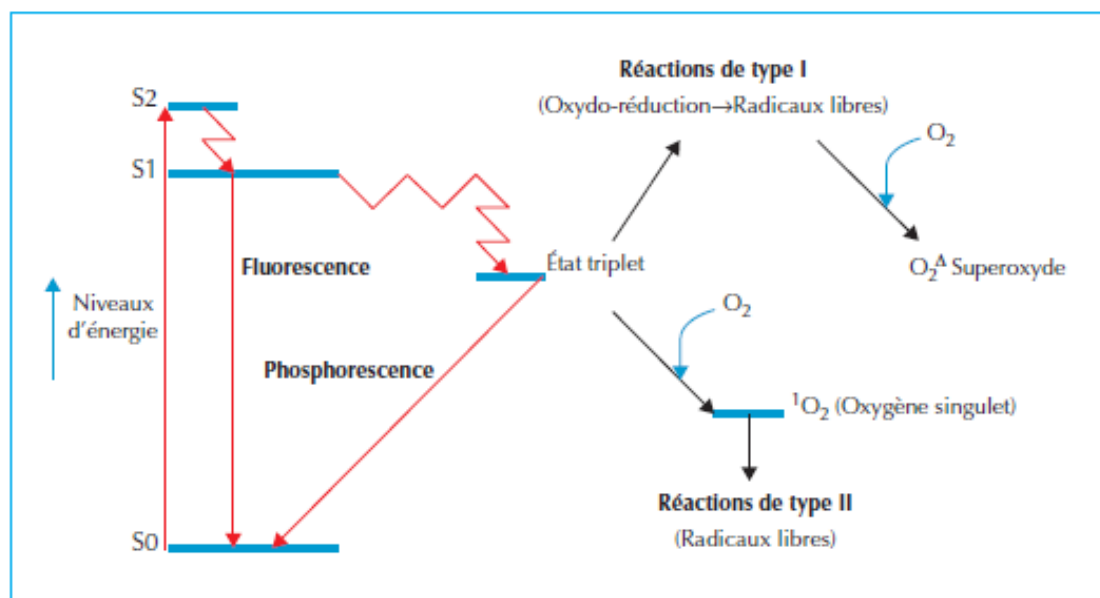 S2
S1
Fluorescence
Niveaux
d’énergie
Phosphorescence
S0
État triplet
Réactions de type I
(Oxydo-réduction→Radicaux libres)
O₂
O₂ᐞ Superoxyde
O₂
¹O₂ (Oxygène singulet)
Réactions de type II
(Radicaux libres)